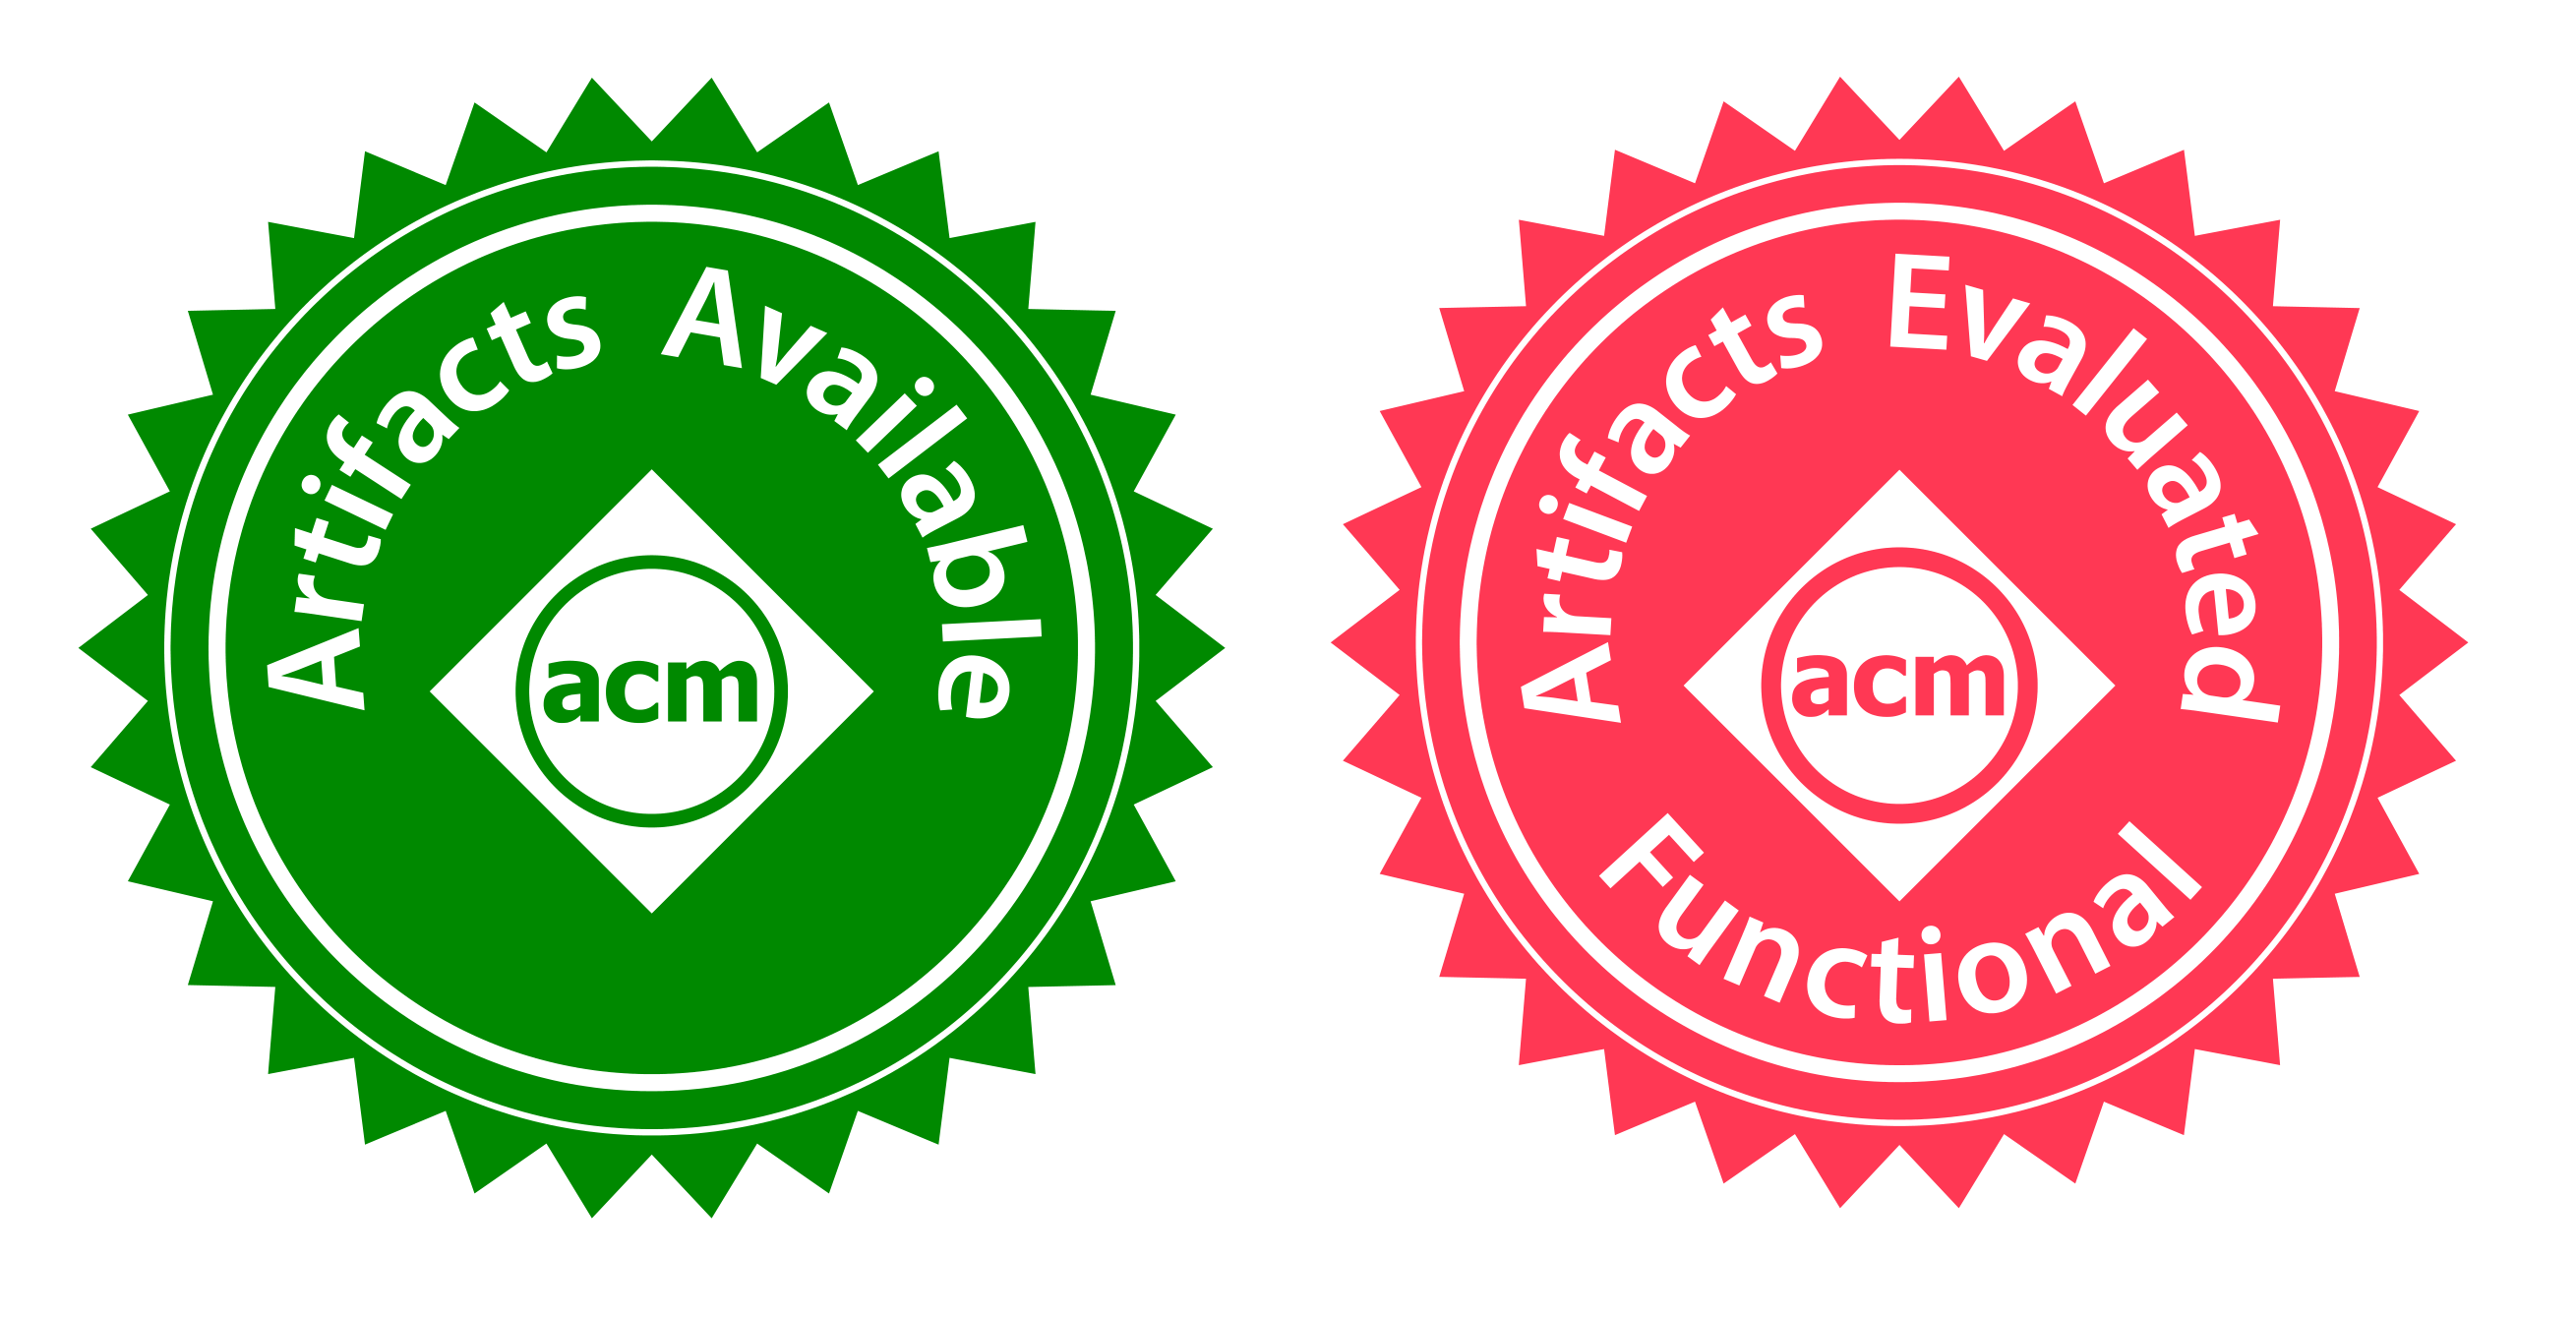 Artifacts Available
acm
Artifacts Evaluated
acm
Functional